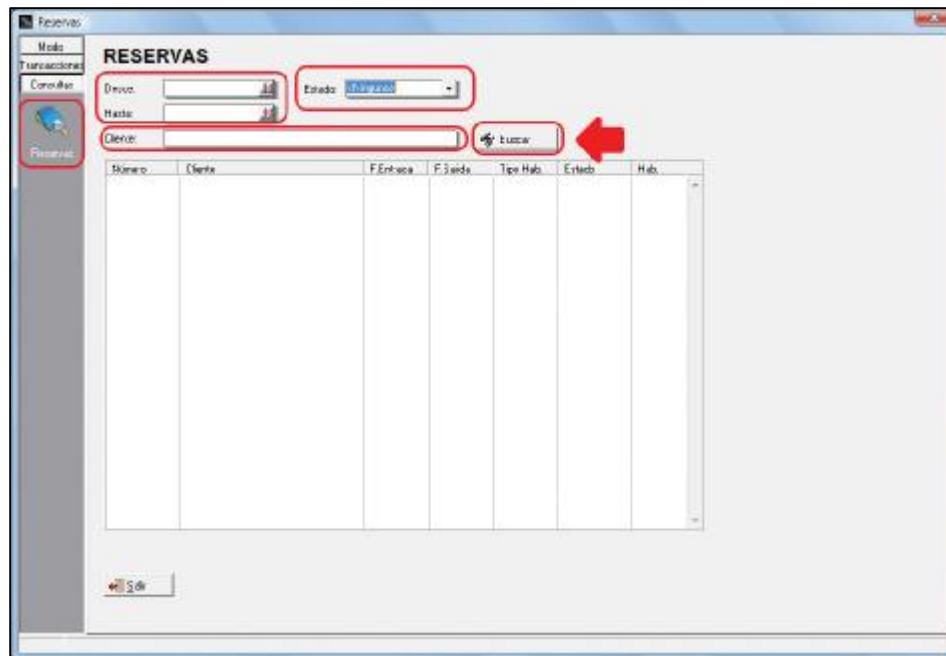 Reservas
Modo
Transacciones
Consultas
Reservas
RESERVAS
Desde:
Estado: <Ninguno>
Hasta:
Cliente:
Buscar
Número Cliente F.Entrada F.Salida Tipo Hab. Estado Hab.
Salir